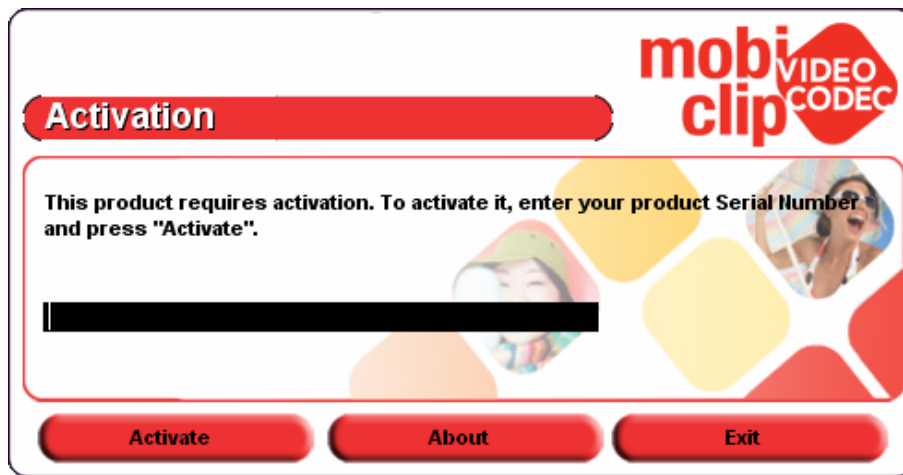 mobi
clip
VIDEO
CODEC
Activation
This product requires activation. To activate it, enter your product Serial Number
and press "Activate".
Activate
About
Exit